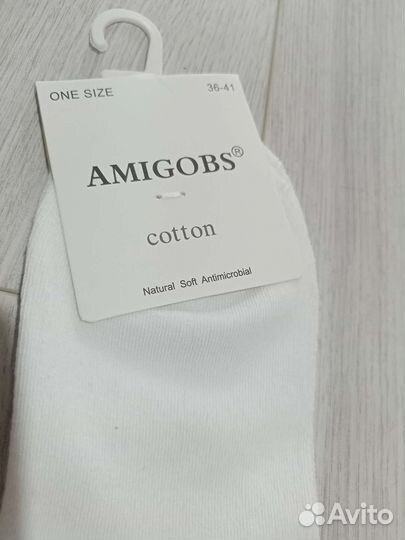 ONE SIZE 36-41
AMIGOBS®
cotton
Natural Soft Antimicrobial
Avito